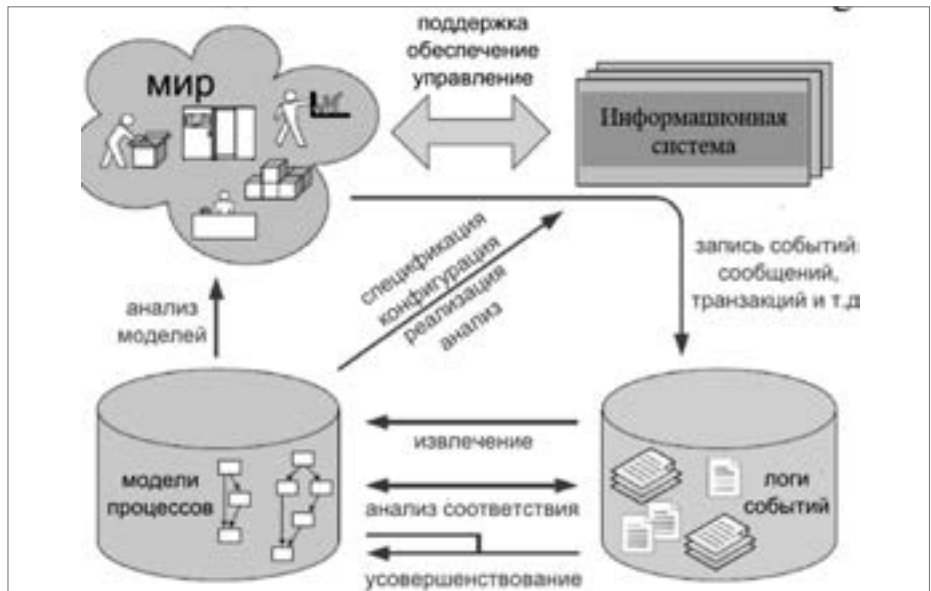 поддержка
обеспечение
управление
мир
Информационная
система
спецификация
конфигурация
реализация
анализ
запись событий
сообщений,
транзакций и т.д
анализ
моделей
извлечение
модели
процессов
логи
событий
анализ соответствия
усовершенствование